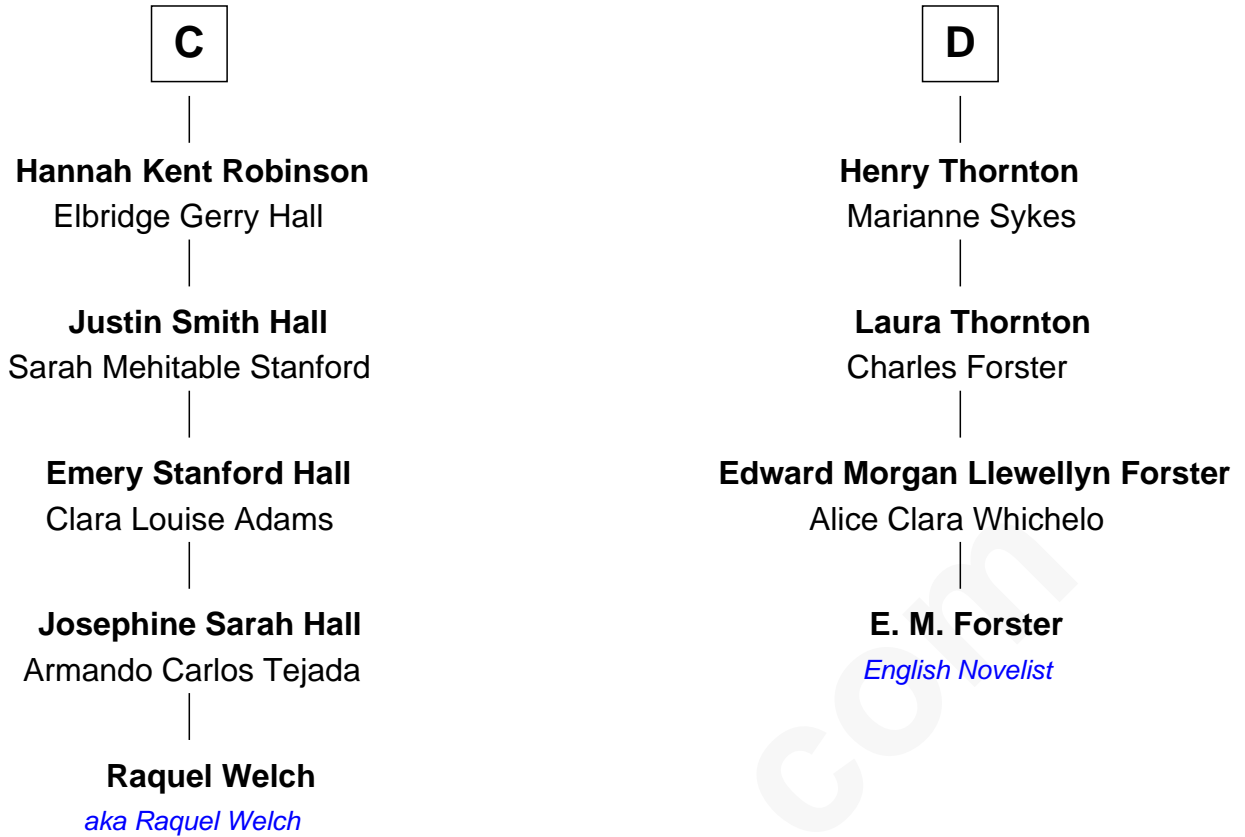 C
Hannah Kent Robinson
Elbridge Gerry Hall
Justin Smith Hall
Sarah Mehitable Stanford
Emery Stanford Hall
Clara Louise Adams
Josephine Sarah Hall
Armando Carlos Tejada
Raquel Welch
aka Raquel Welch
D
Henry Thornton
Marianne Sykes
Laura Thornton
Charles Forster
Edward Morgan Llewellyn Forster
Alice Clara Whichelo
E. M. Forster
English Novelist
com